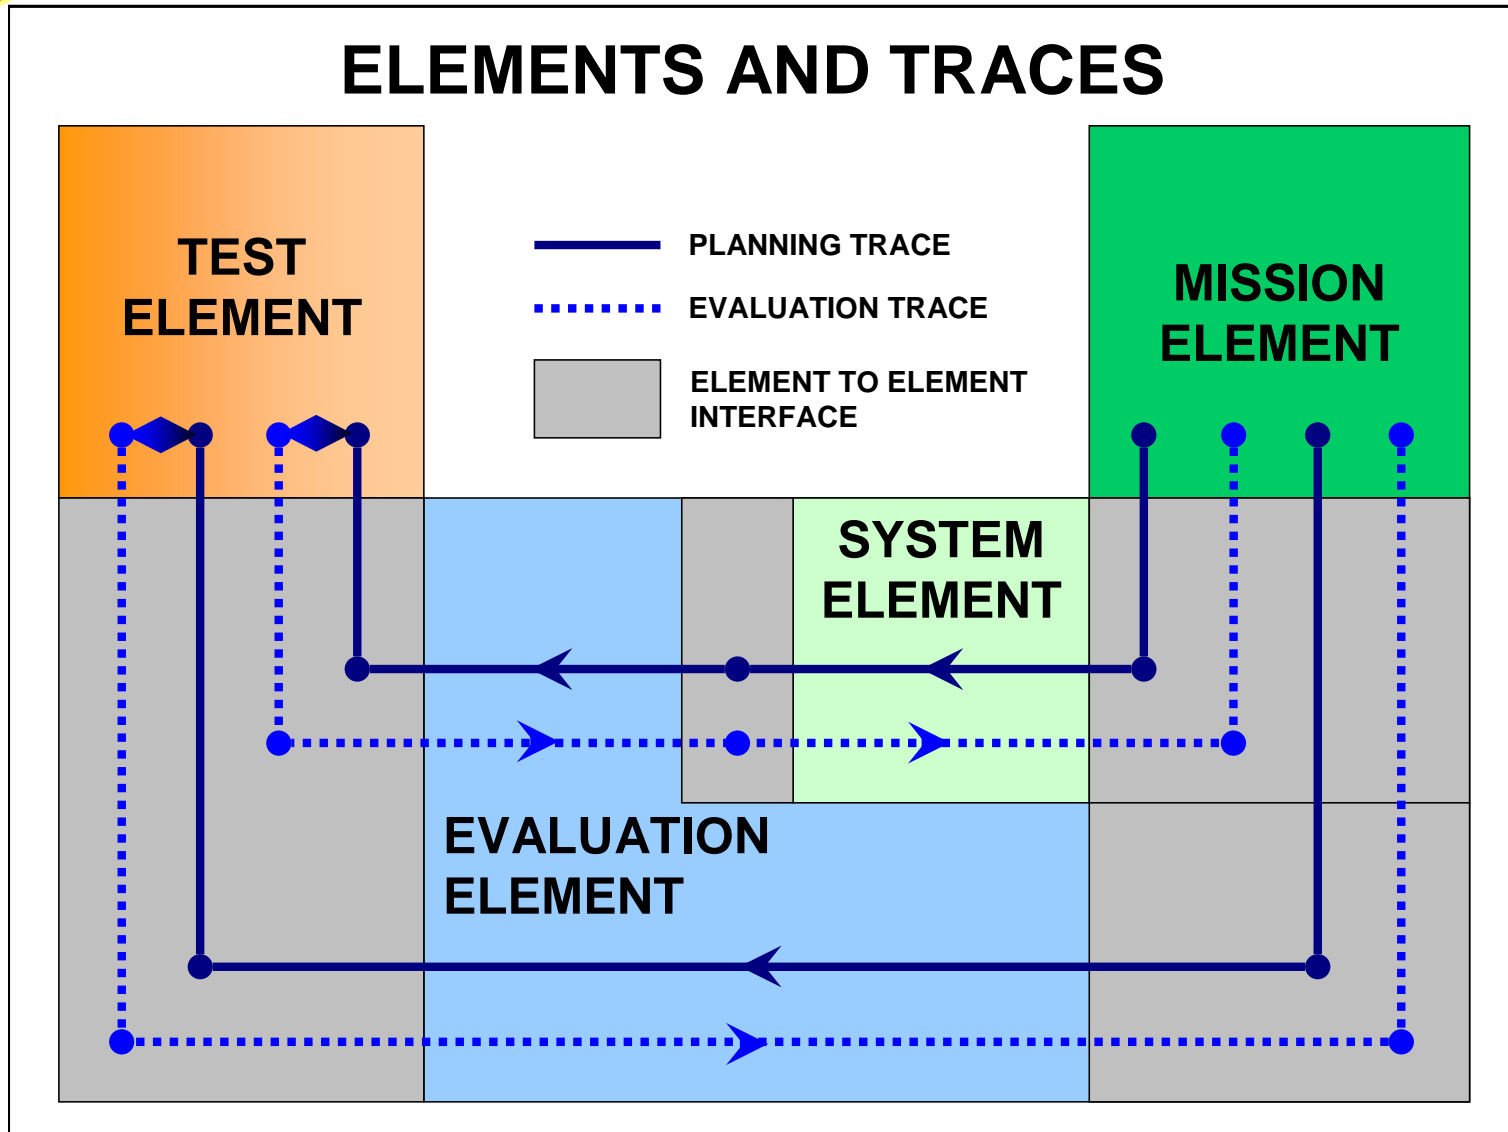 ELEMENTS AND TRACES
TEST
ELEMENT
PLANNING TRACE
EVALUATION TRACE
ELEMENT TO ELEMENT
INTERFACE
MISSION
ELEMENT
SYSTEM
ELEMENT
EVALUATION
ELEMENT